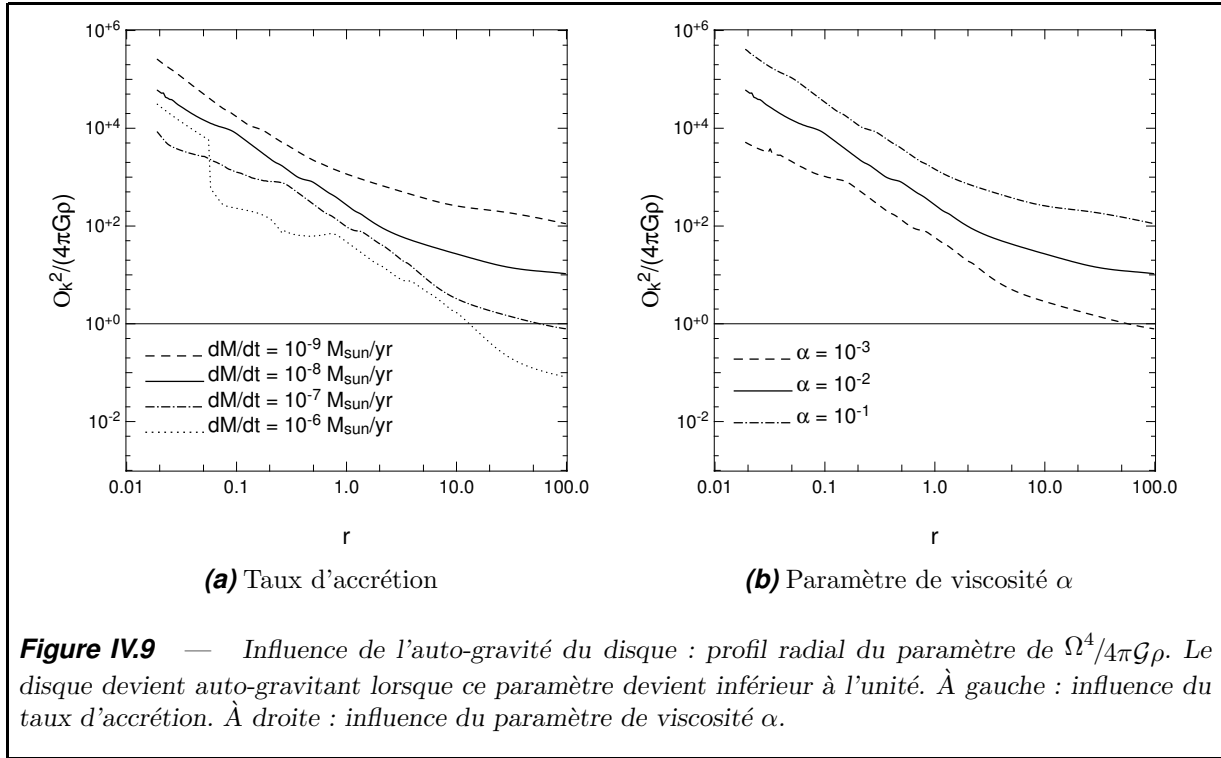 10+6
10+4
10+2
10+0
10-2
0.01 0.1 1.0 10.0 100.0
Ok2/(4πGρ)
r
dM/dt = 10-9 Msun/yr
dM/dt = 10-8 Msun/yr
dM/dt = 10-7 Msun/yr
dM/dt = 10-6 Msun/yr
(a) Taux d'accrétion
10+6
10+4
10+2
10+0
10-2
0.01 0.1 1.0 10.0 100.0
Ok2/(4πGρ)
r
α = 10-3
α = 10-2
α = 10-1
(b) Paramètre de viscosité α
Figure IV.9 — Influence de l'auto-gravité du disque : profil radial du paramètre de Ω4/4πGρ. Le
disque devient auto-gravitant lorsque ce paramètre devient inférieur à l'unité. À gauche : influence du
taux d'accrétion. À droite : influence du paramètre de viscosité α.